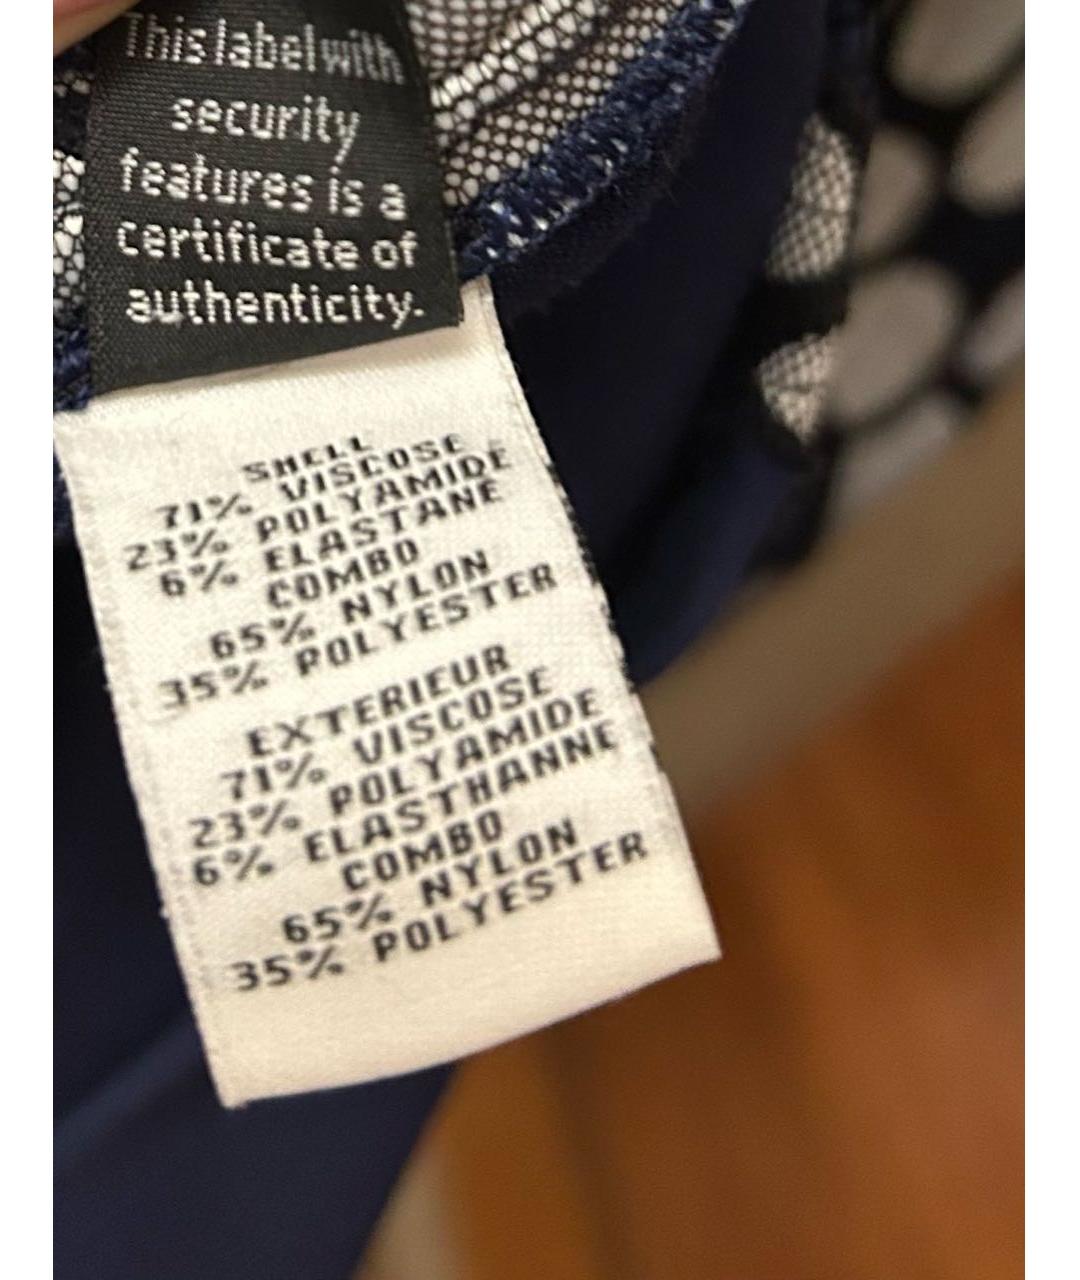 This label with
security
features is a
certificate of
authenticity.
SHELL
71% VISCOSE
23% POLYAMIDE
6% ELASTANE
COMBO
65% NYLON
35% POLYESTER
EXTERIEUR
71% VISCOSE
23% POLYAMIDE
6% ELASTHANNE
COMBO
65% NYLON
35% POLYESTER